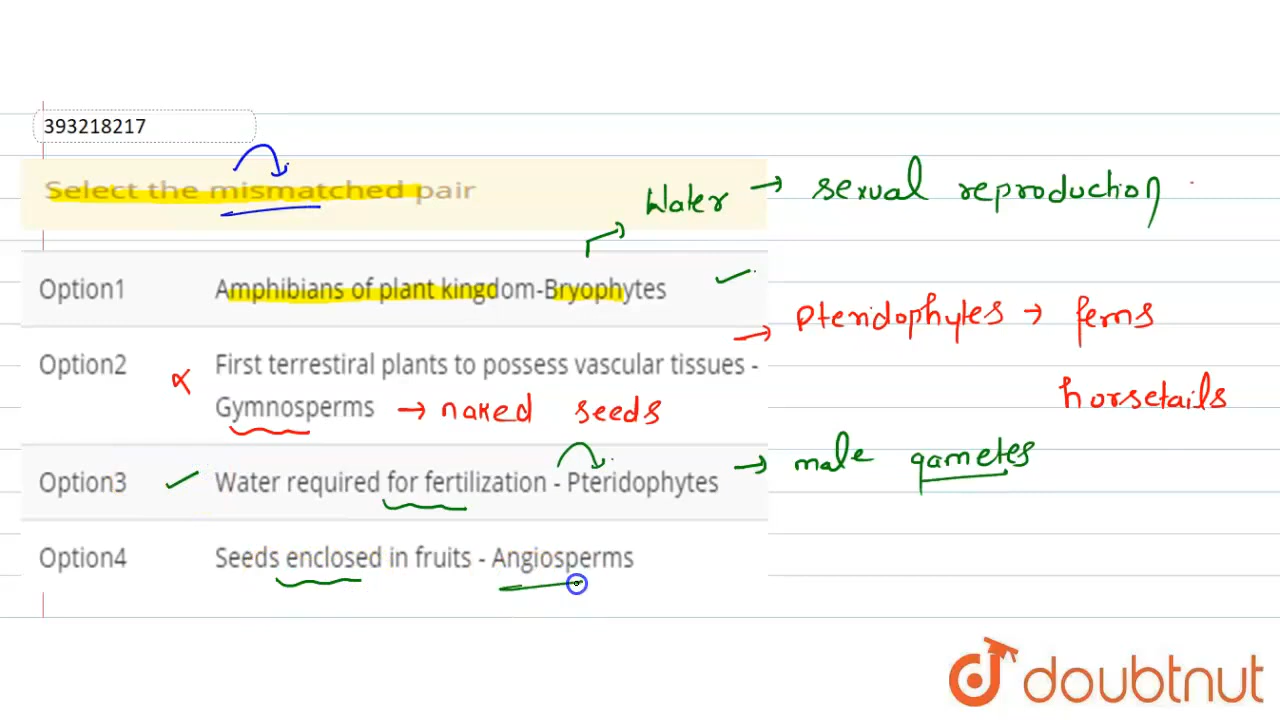 393218217
Select the mismatched pair
Water → sexual reproduction
Option1 Amphibians of plant kingdom-Bryophytes
Pteridophytes → ferns
Option2 First terrestiral plants to possess vascular tissues -
Gymnosperms → naked seeds
horsetails
Option3 Water required for fertilization - Pteridophytes → male gametes
Option4 Seeds enclosed in fruits - Angiosperms
doubtnut